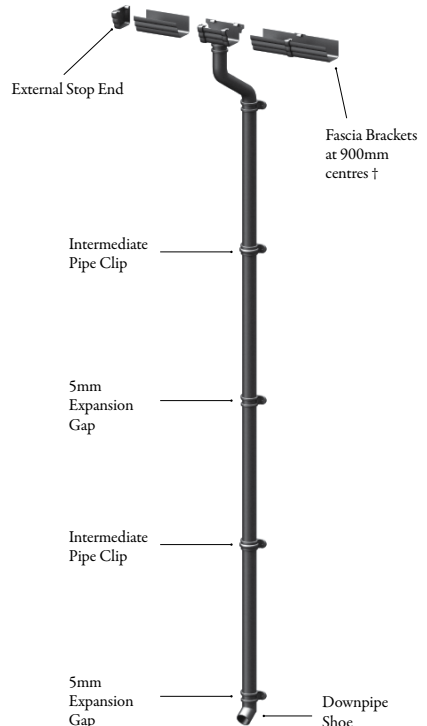 External Stop End
Fascia Brackets
at 900mm
centres †
Intermediate
Pipe Clip
5mm
Expansion
Gap
Intermediate
Pipe Clip
5mm
Expansion
Gap
Downpipe
Shoe